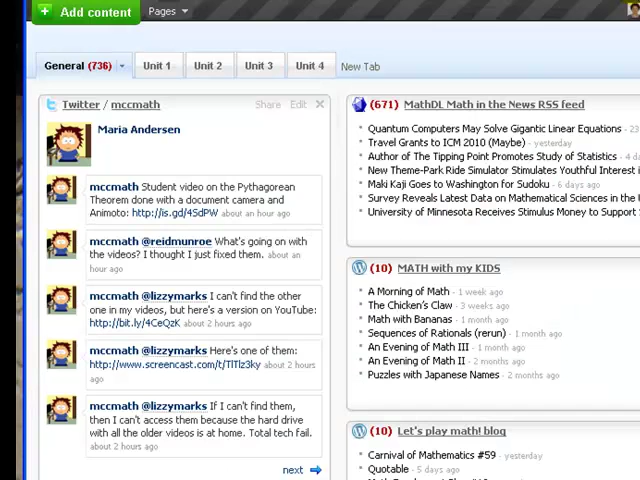 Add content
Pages
General (736)
Unit 1
Unit 2
Unit 3
Unit 4
New Tab
Twitter / mccmath
Share Edit
Maria Andersen
mccmath Student video on the Pythagorean
Theorem done with a document camera and
Animoto: http://is.gd/4SdPW about an hour ago
mccmath @reidmunroe What's going on with
the videos? I thought I just fixed them. about an
hour ago
mccmath @lizzymarks I can't find the other
one in my videos, but here's a version on YouTube:
http://bit.ly/4CeQzK about 2 hours ago
mccmath @lizzymarks Here's one of them:
http://www.screencast.com/t/TlTlz3ky about 2 hours
ago
mccmath @lizzymarks If I can't find them,
then I can't access them because the hard drive
with all the older videos is at home. Total tech fail.
about 2 hours ago
next
(671) MathDL Math in the News RSS feed
Quantum Computers May Solve Gigantic Linear Equations - 23
Travel Grants to ICM 2010 (Maybe) - yesterday
Author of The Tipping Point Promotes Study of Statistics - 4 da
New Theme-Park Ride Simulator Stimulates Youthful Interest i
Maki Kaji Goes to Washington for Sudoku - 6 days ago
Survey Reveals Latest Data on Mathematical Sciences in the U
University of Minnesota Receives Stimulus Money to Support
(10) MATH with my KIDS
A Morning of Math - 1 week ago
The Chicken's Claw - 3 weeks ago
Math with Bananas - 1 month ago
Sequences of Rationals (rerun) - 1 month ago
An Evening of Math III - 1 month ago
An Evening of Math II - 2 months ago
Puzzles with Japanese Names - 2 months ago
(10) Let's play math! blog
Carnival of Mathematics #59 - yesterday
Quotable - 5 days ago